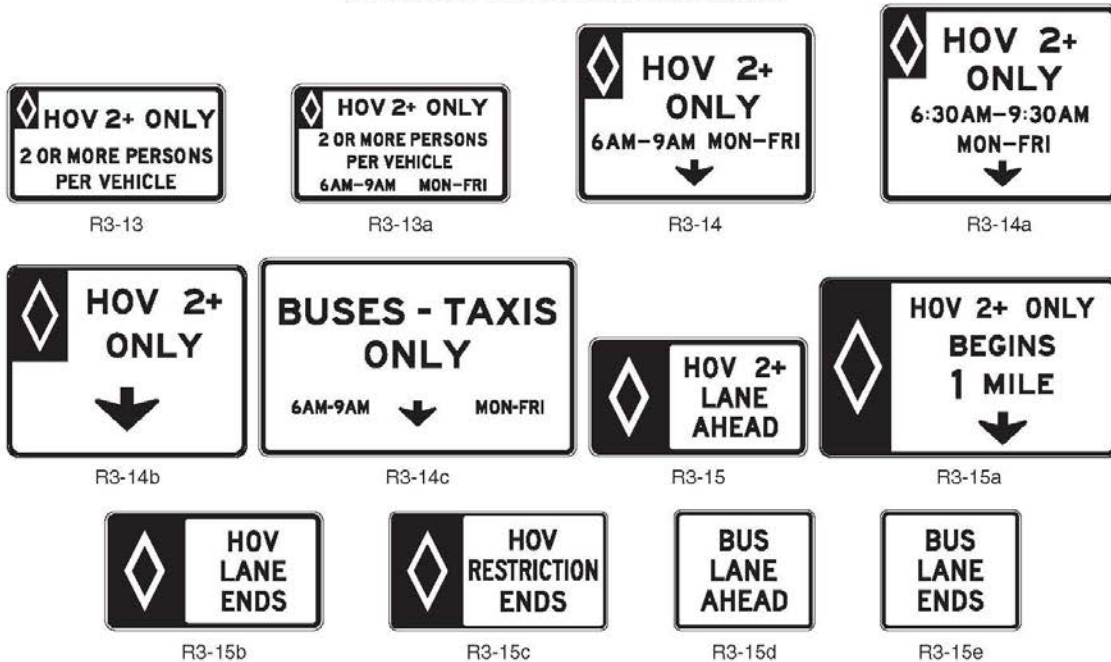 HOV 2+ ONLY
2 OR MORE PERSONS
PER VEHICLE
R3-13
HOV 2+ ONLY
2 OR MORE PERSONS
PER VEHICLE
6AM–9AM MON–FRI
R3-13a
HOV 2+
ONLY
6AM–9AM MON–FRI
R3-14
HOV 2+
ONLY
6:30AM–9:30AM
MON–FRI
R3-14a
HOV 2+
ONLY
R3-14b
BUSES - TAXIS
ONLY
6AM-9AM MON-FRI
R3-14c
HOV 2+
LANE
AHEAD
R3-15
HOV 2+ ONLY
BEGINS
1 MILE
R3-15a
HOV
LANE
ENDS
R3-15b
HOV
RESTRICTION
ENDS
R3-15c
BUS
LANE
AHEAD
R3-15d
BUS
LANE
ENDS
R3-15e